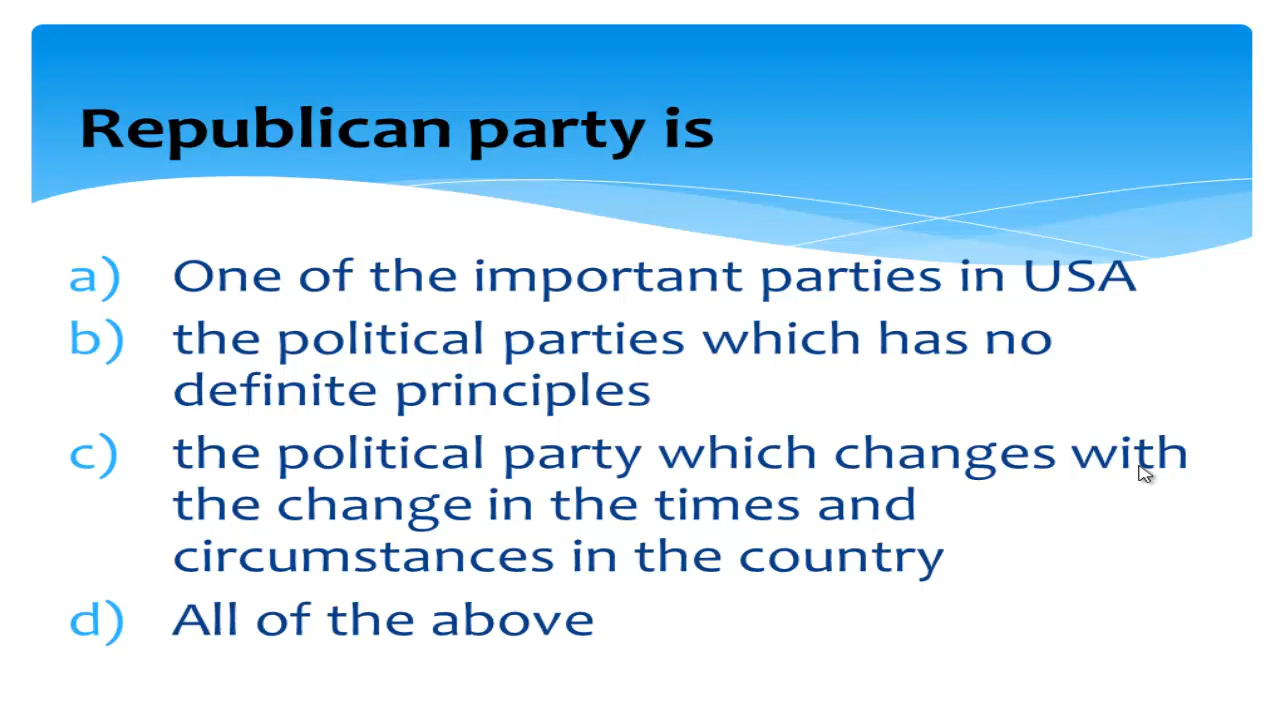 Republican party is
a) One of the important parties in USA
b) the political parties which has no
definite principles
c) the political party which changes with
the change in the times and
circumstances in the country
d) All of the above